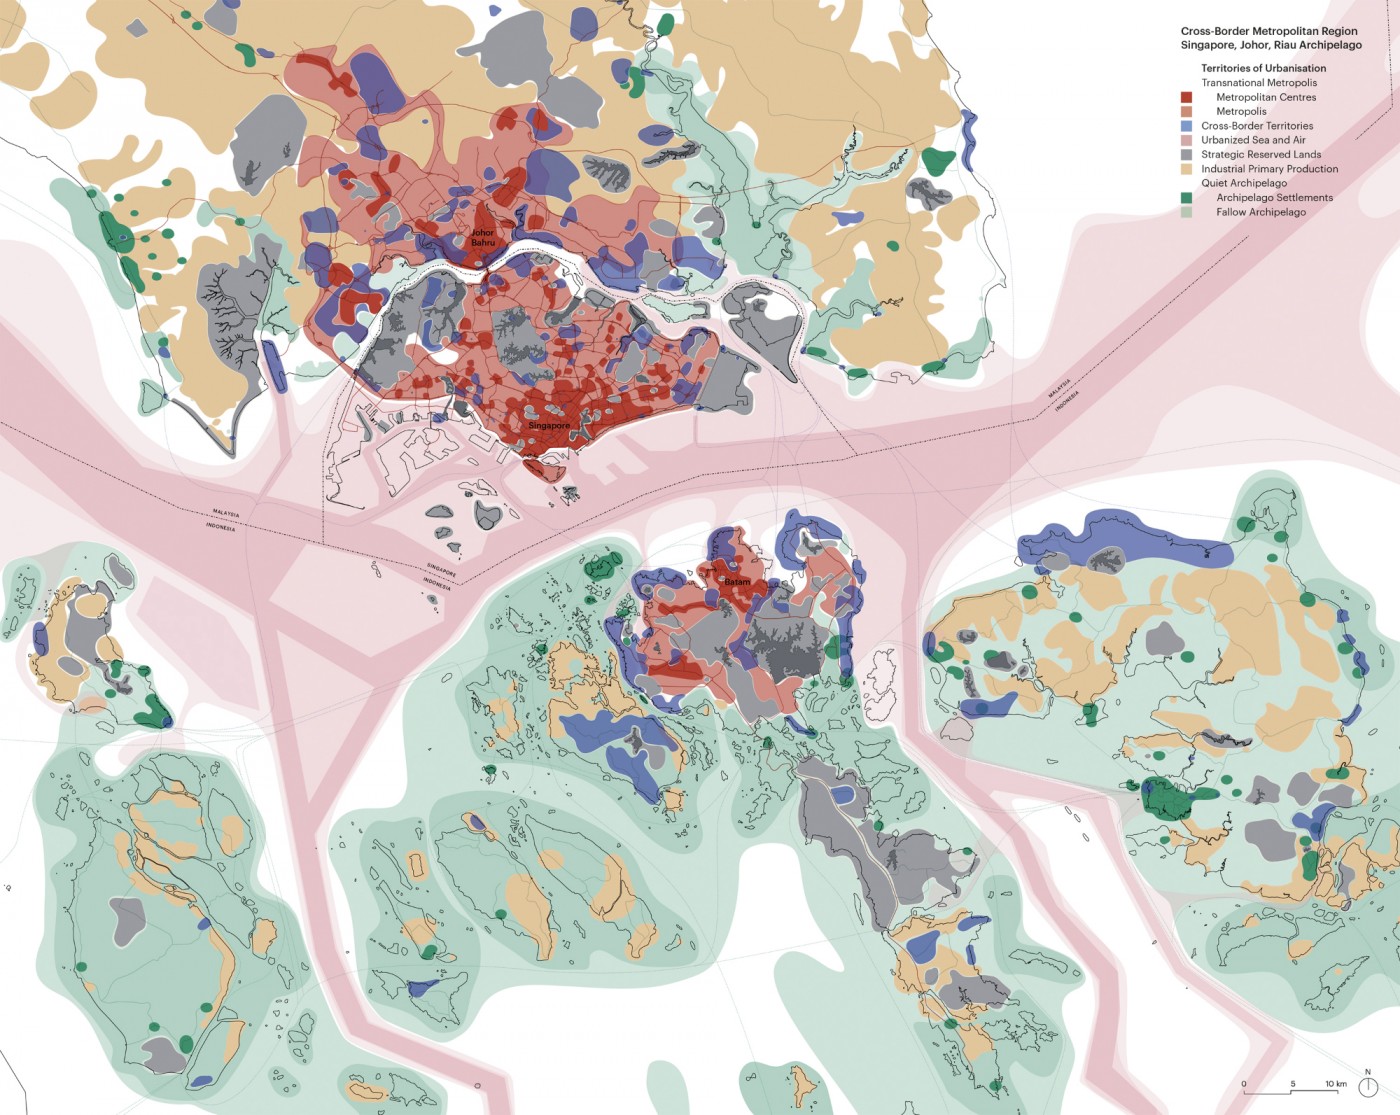 Cross-Border Metropolitan Region
Singapore, Johor, Riau Archipelago
Territories of Urbanisation
Transnational Metropolis
Metropolitan Centres
Metropolis
Cross-Border Territories
Urbanized Sea and Air
Strategic Reserved Lands
Industrial Primary Production
Quiet Archipelago
Archipelago Settlements
Fallow Archipelago
Johor
Bahru
Singapore
MALAYSIA
INDONESIA
MALAYSIA
INDONESIA
SINGAPORE
INDONESIA
Batam
N
0 5 10 km